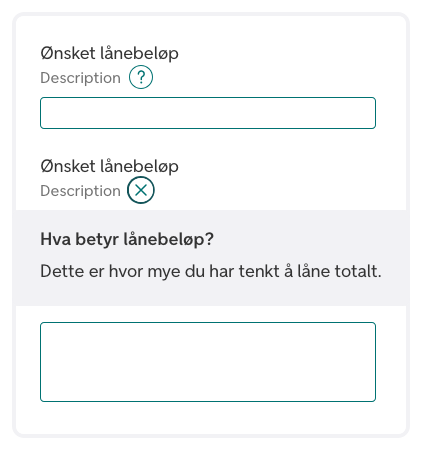 Ønsket lånebeløp
Description ?
Ønsket lånebeløp
Description
Hva betyr lånebeløp?
Dette er hvor mye du har tenkt å låne totalt.